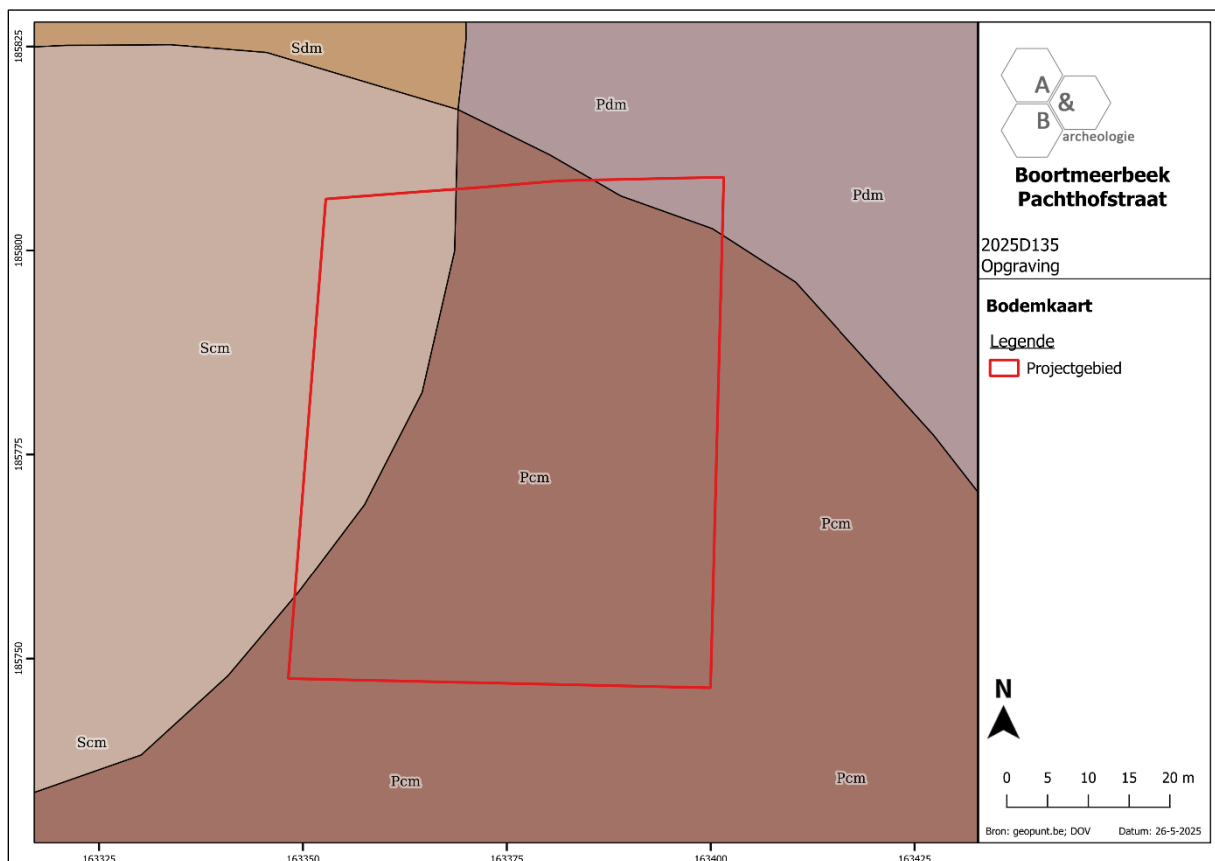 Sdm
Pdm
Pdm
Scm
Pcm
Pcm
Scm
Pcm
Pcm
185825
185800
185775
185750
163325
163350
163375
163400
163425
A
&
B
archeologie
Boortmeerbeek
Pachthofstraat
2025D135
Opgraving
Bodemkaart
Legende
Projectgebied
N
0 5 10 15 20 m
Bron: geopunt.be; DOV Datum: 26-5-2025